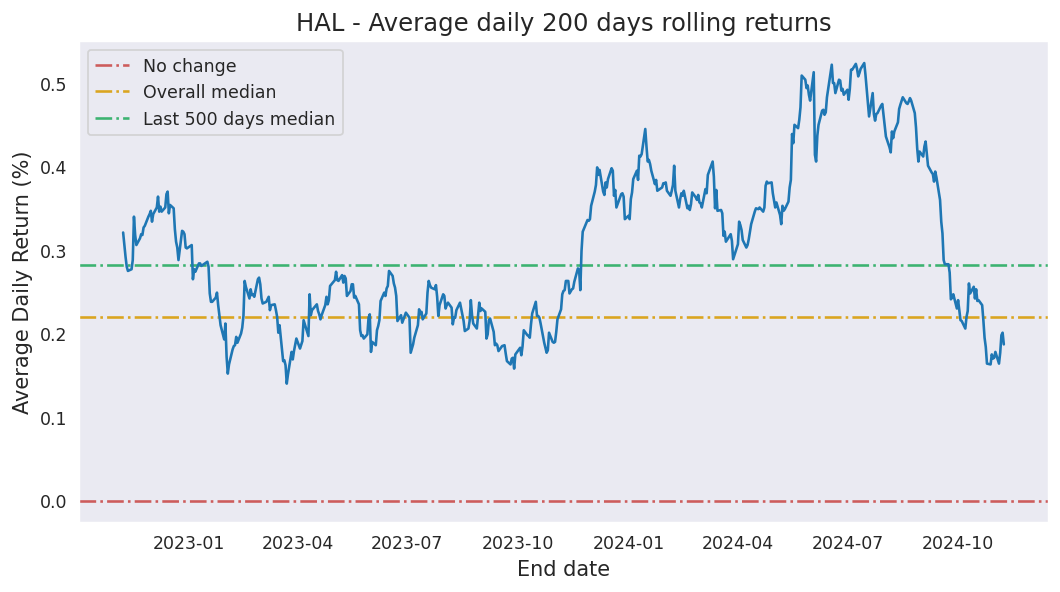 HAL - Average daily 200 days rolling returns
No change
Overall median
Last 500 days median
Average Daily Return (%)
0.5
0.4
0.3
0.2
0.1
0.0
2023-01 2023-04 2023-07 2023-10 2024-01 2024-04 2024-07 2024-10
End date